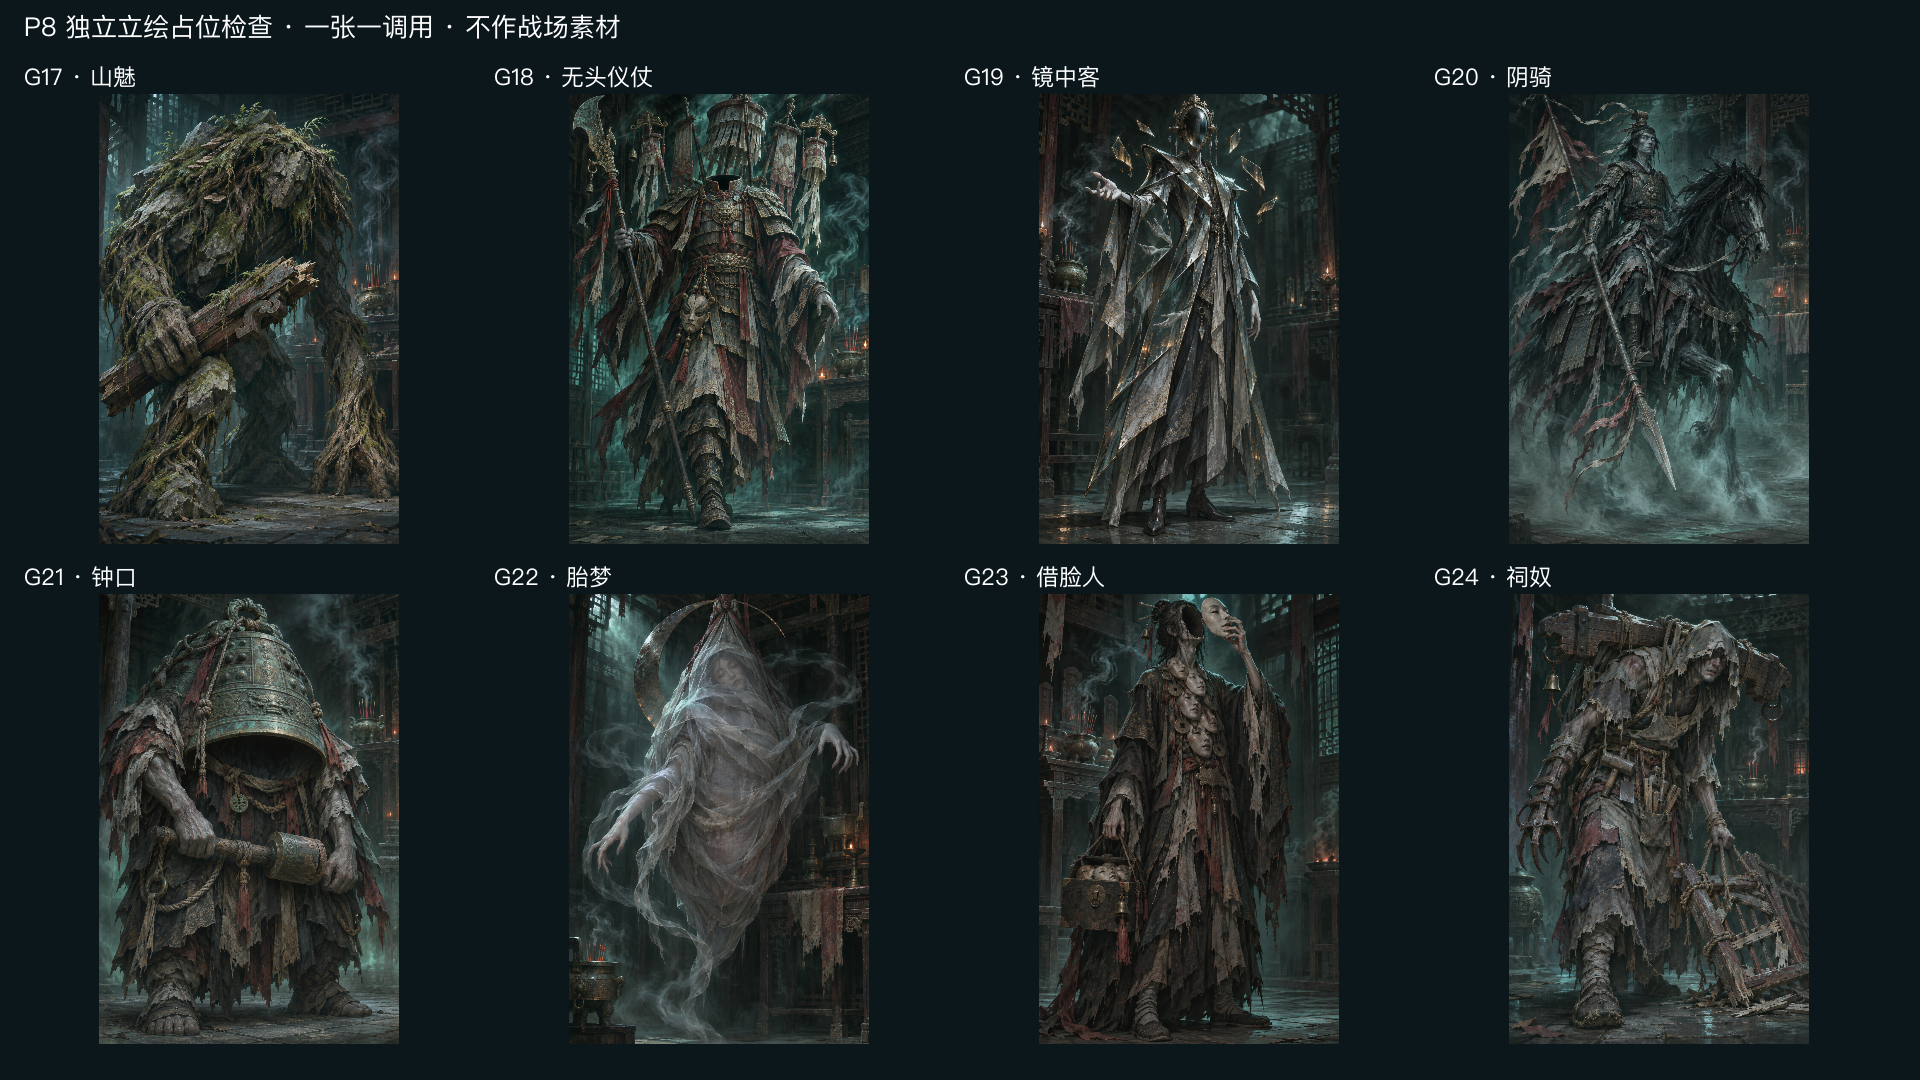 P8 独立立绘占位检查 · 一张一调用 · 不作战场素材
G17 · 山魅
G18 · 无头仪仗
G19 · 镜中客
G20 · 阴骑
G21 · 钟口
G22 · 胎梦
G23 · 借脸人
G24 · 祠奴